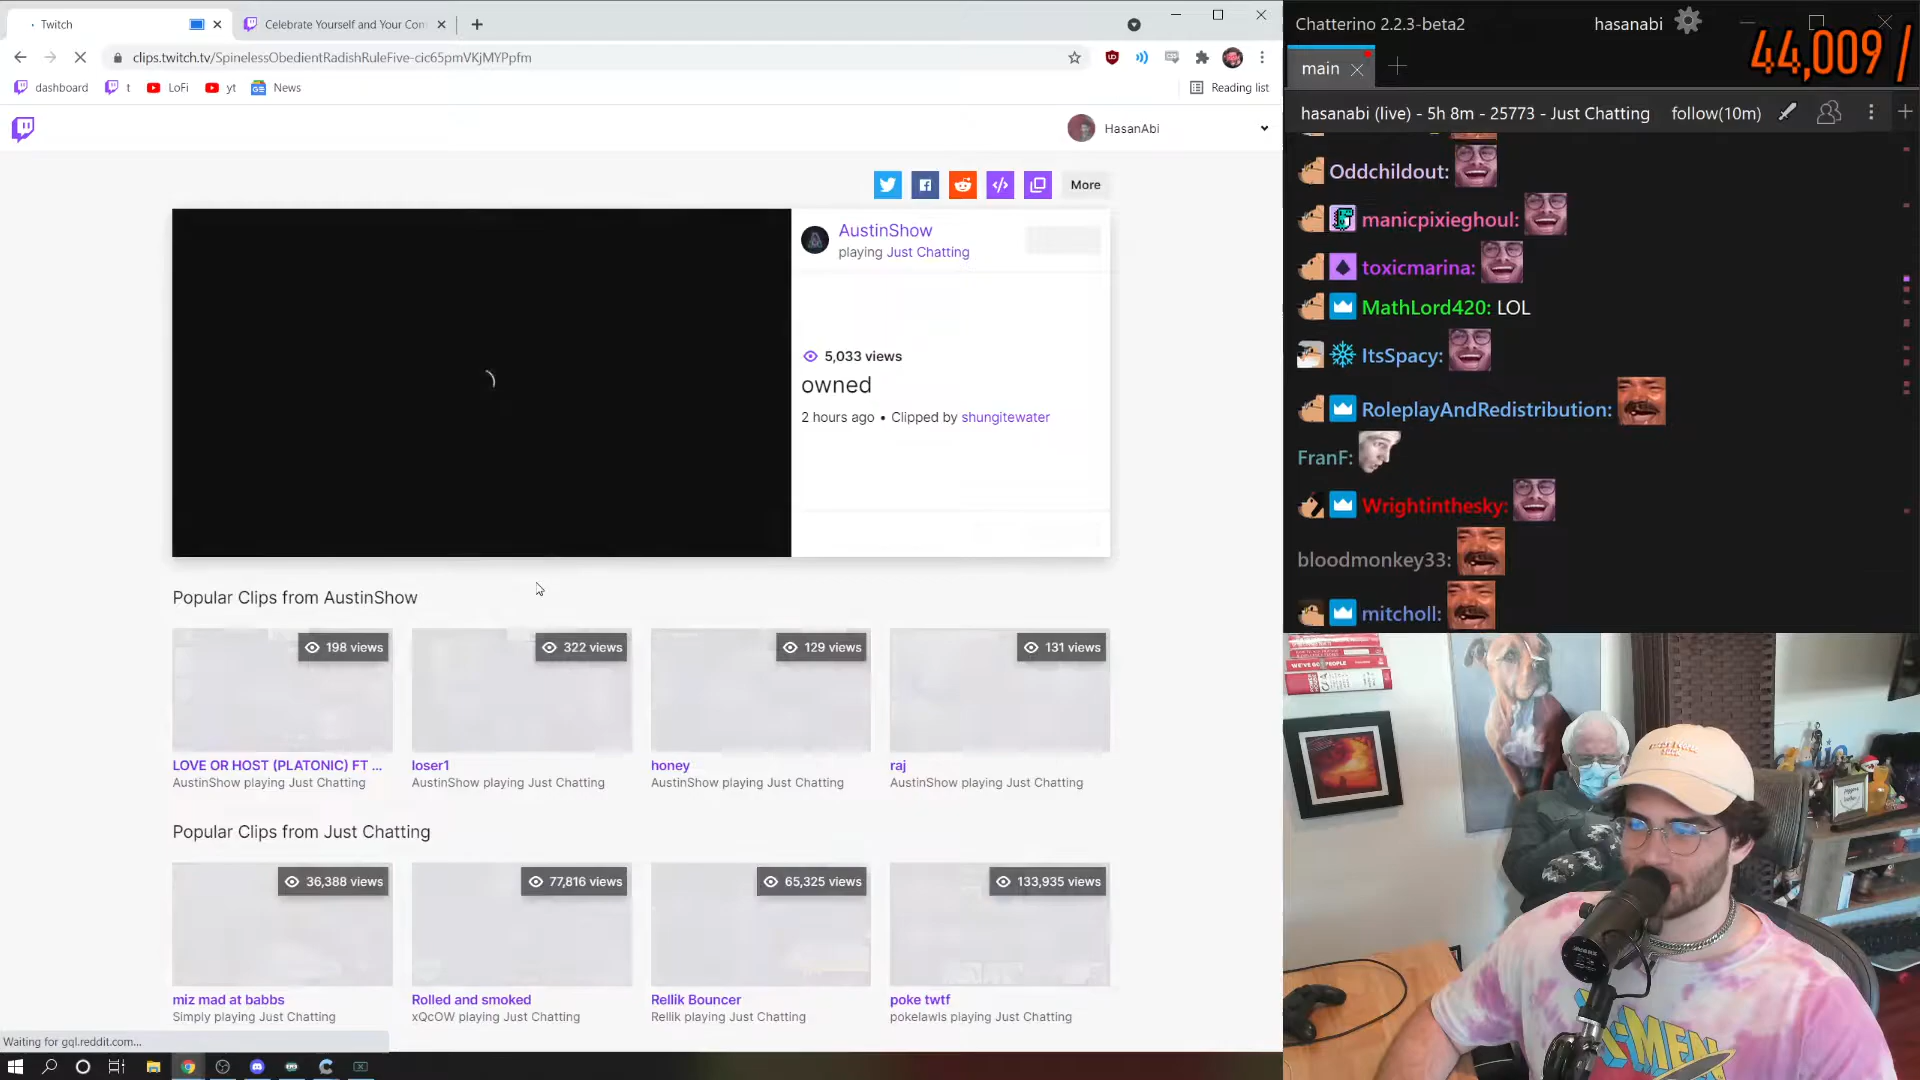 Twitch
Celebrate Yourself and Your Com
clips.twitch.tv/SpinelessObedientRadishRuleFive-cic65pmVKjMYPpfm
dashboard
t
LoFi
yt
News
Reading list
HasanAbi
More
AustinShow
playing Just Chatting
5,033 views
owned
2 hours ago • Clipped by shungitewater
Popular Clips from AustinShow
198 views
322 views
129 views
131 views
LOVE OR HOST (PLATONIC) FT ...
loser1
honey
raj
AustinShow playing Just Chatting
AustinShow playing Just Chatting
AustinShow playing Just Chatting
AustinShow playing Just Chatting
Popular Clips from Just Chatting
36,388 views
77,816 views
65,325 views
133,935 views
miz mad at babbs
Rolled and smoked
Rellik Bouncer
poke twtf
Simply playing Just Chatting
xQcOW playing Just Chatting
Rellik playing Just Chatting
pokelawls playing Just Chatting
Waiting for gql.reddit.com...
Chatterino 2.2.3-beta2
hasanabi
44,009 /
main
hasanabi (live) - 5h 8m - 25773 - Just Chatting
follow(10m)
Oddchildout:
manicpixieghoul:
toxicmarina:
MathLord420: LOL
ItsSpacy:
RoleplayAndRedistribution:
FranF:
Wrightinthesky:
bloodmonkey33:
mitcholl:
WE'VE GOT PEOPLE
X-MEN